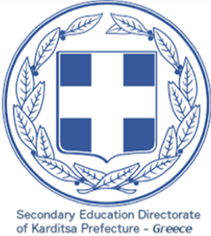 Secondary Education Directorate
of Karditsa Prefecture - Greece